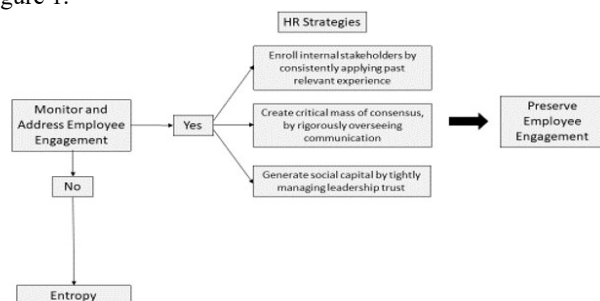 HR Strategies
Enroll internal stakeholders by
consistently applying past
relevant experience
Monitor and
Address Employee
Engagement
Yes
Create critical mass of consensus,
by rigorously overseeing
communication
Preserve
Employee
Engagement
Generate social capital by tightly
managing leadership trust
No
Entropy